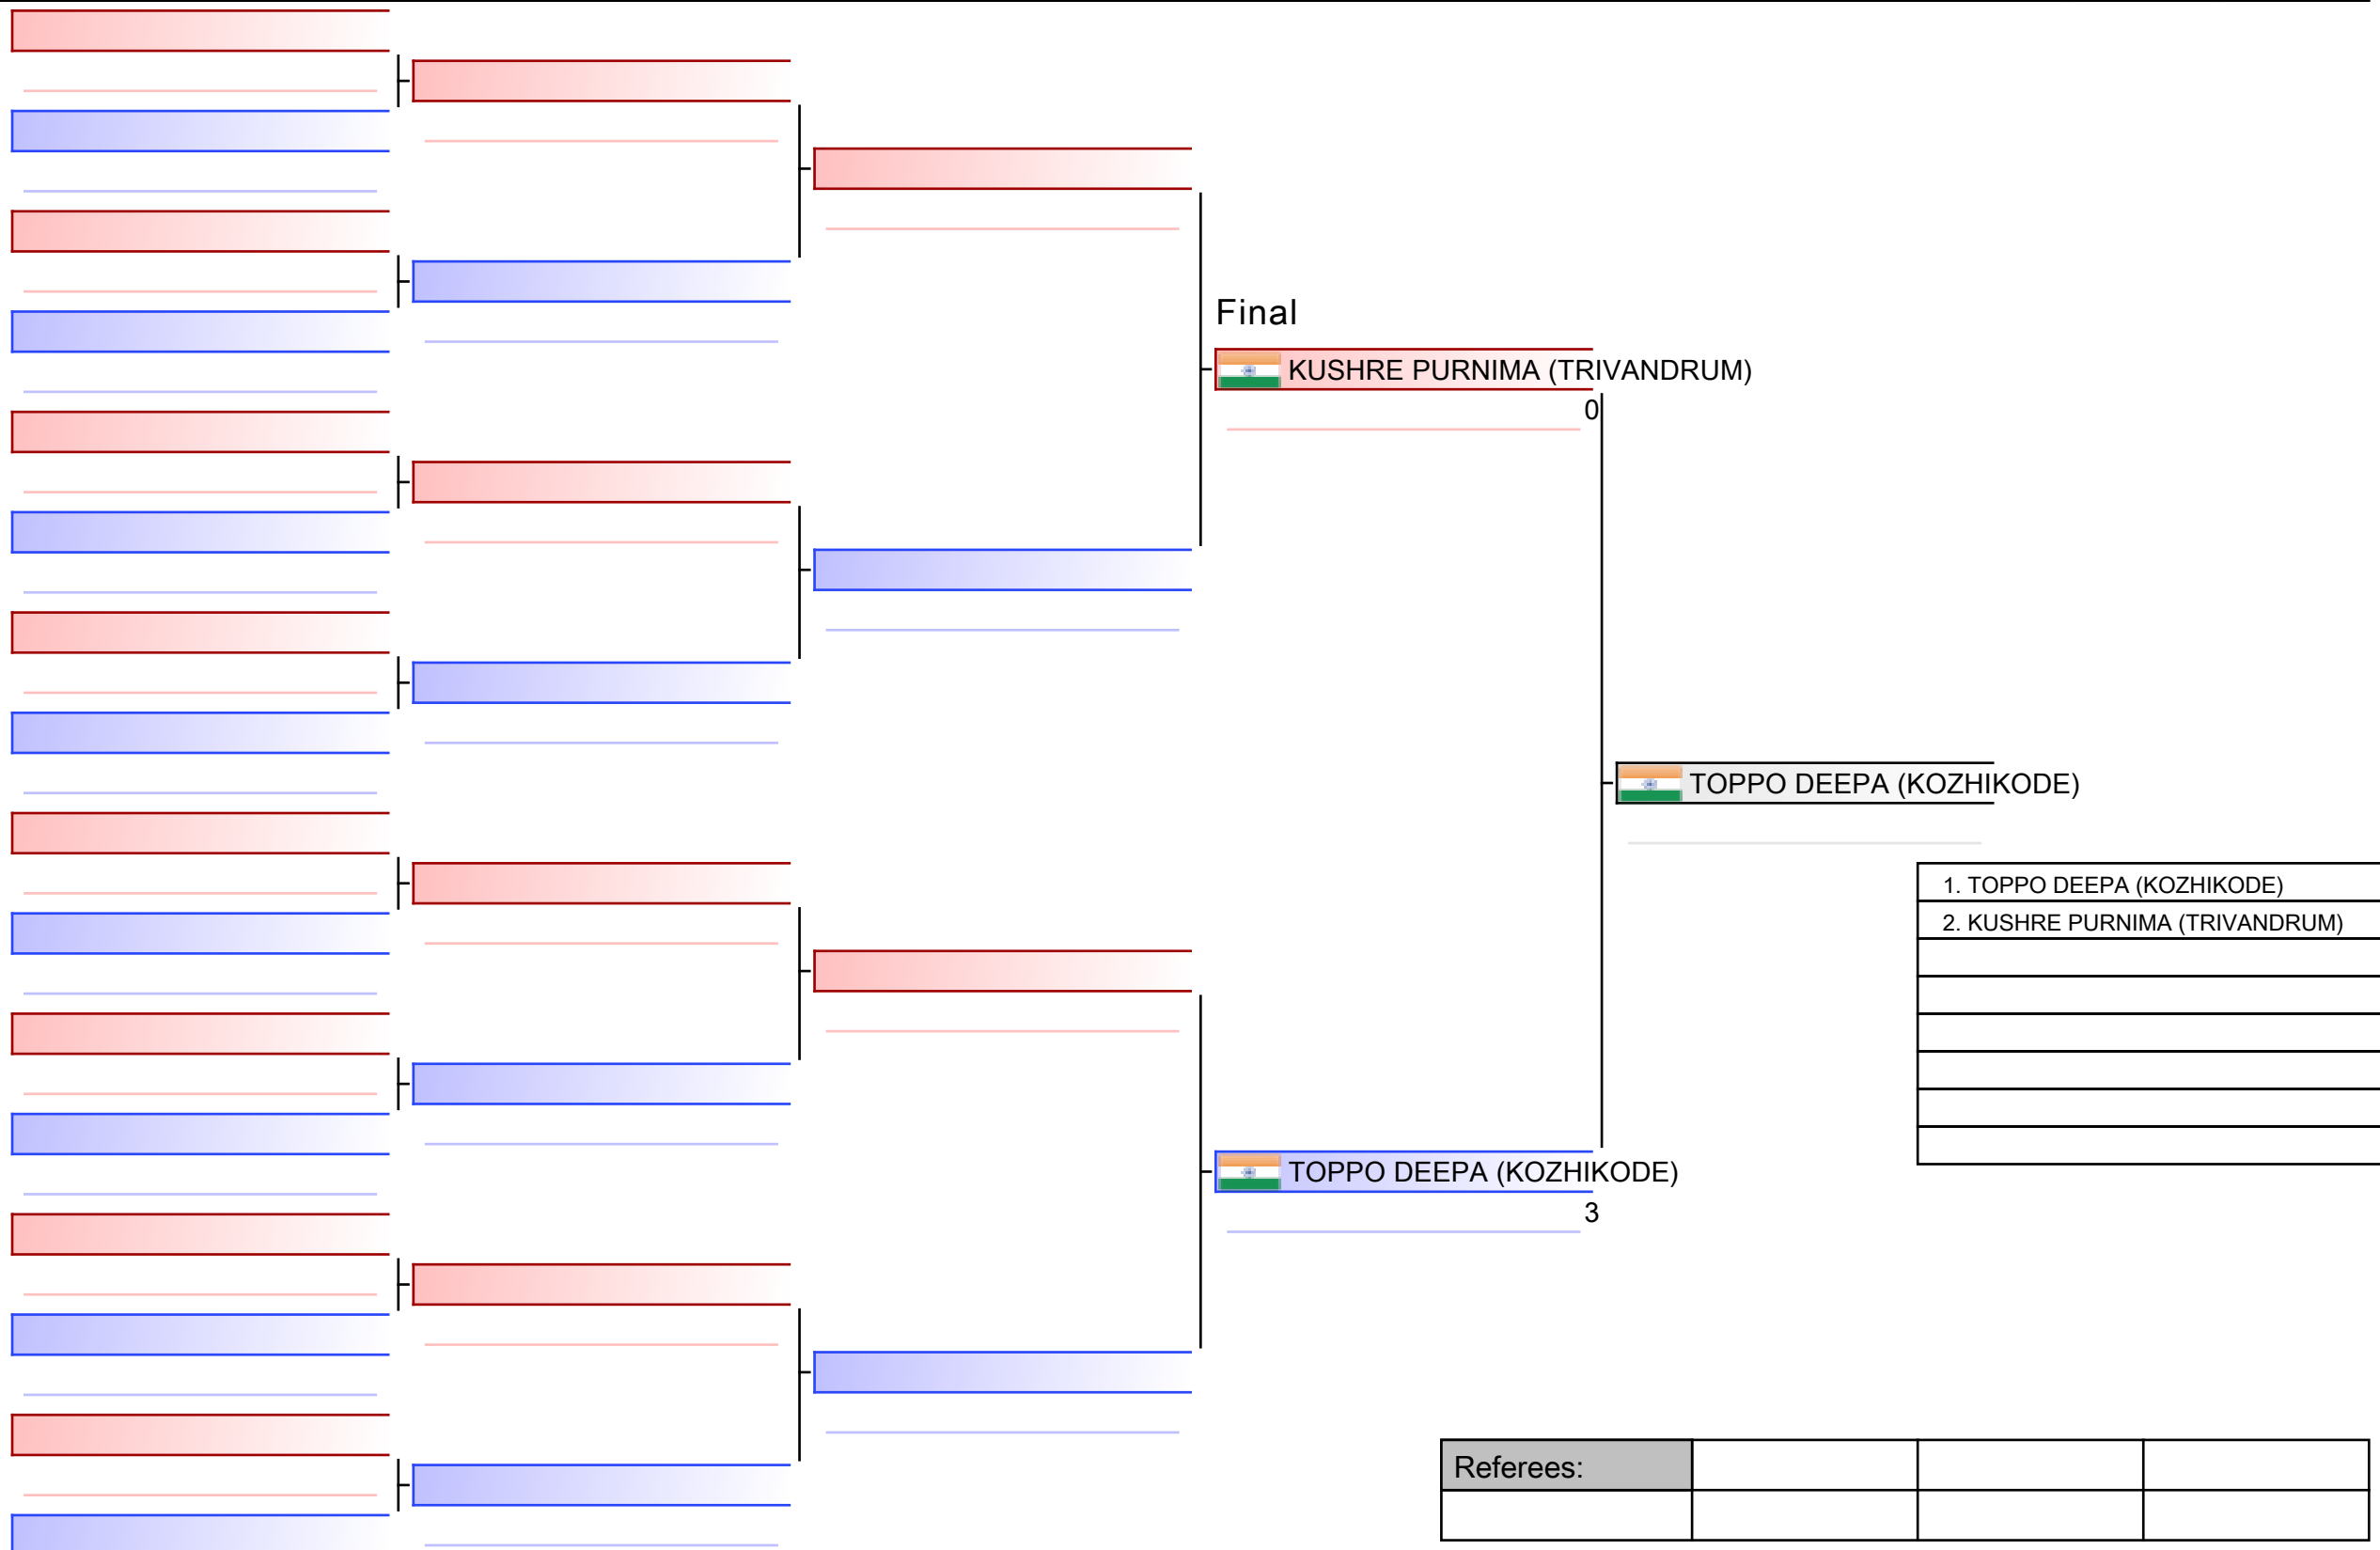 Final
KUSHRE PURNIMA (TRIVANDRUM)
0
TOPPO DEEPA (KOZHIKODE)
1. TOPPO DEEPA (KOZHIKODE)
2. KUSHRE PURNIMA (TRIVANDRUM)
TOPPO DEEPA (KOZHIKODE)
3
Referees: